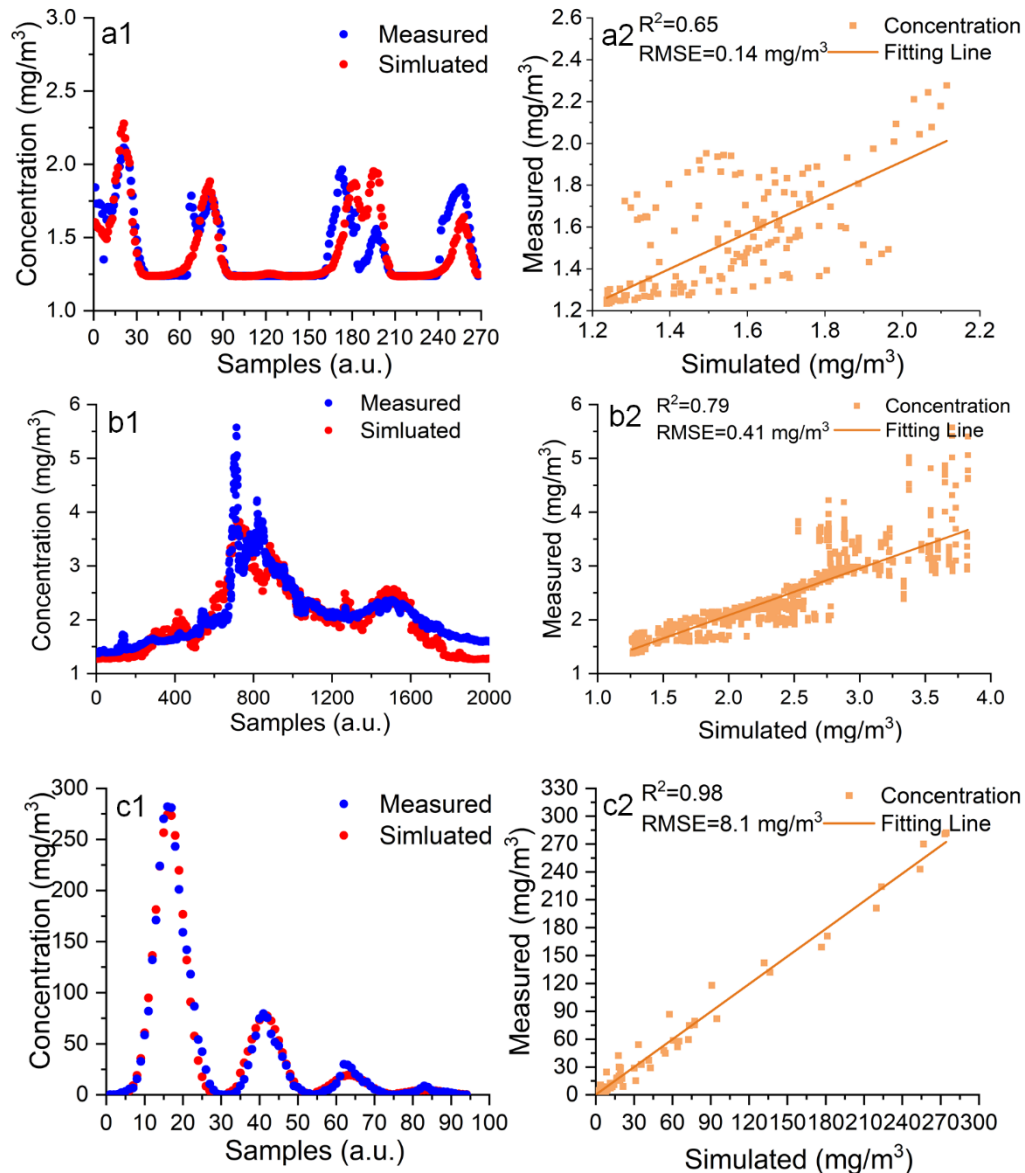 a1
Measured
Simluated
Concentration (mg/m³)
3.0
2.5
2.0
1.5
1.0
0 30 60 90 120 150 180 210 240 270
Samples (a.u.)
a2
R²=0.65
RMSE=0.14 mg/m³
Concentration
Fitting Line
Measured (mg/m³)
2.6
2.4
2.2
2.0
1.8
1.6
1.4
1.2
1.2 1.4 1.6 1.8 2.0 2.2
Simulated (mg/m³)
b1
Measured
Simluated
Concentration (mg/m³)
6
5
4
3
2
1
0 400 800 1200 1600 2000
Samples (a.u.)
b2
R²=0.79
RMSE=0.41 mg/m³
Concentration
Fitting Line
Measured (mg/m³)
6
5
4
3
2
1
1.0 1.5 2.0 2.5 3.0 3.5 4.0
Simulated (mg/m³)
c1
Measured
Simluated
Concentration (mg/m³)
300
250
200
150
100
50
0
0 10 20 30 40 50 60 70 80 90 100
Samples (a.u.)
c2
R²=0.98
RMSE=8.1 mg/m³
Concentration
Fitting Line
Measured (mg/m³)
330
300
270
240
210
180
150
120
90
60
30
0
0 30 60 90 120 150 180 210 240 270 300
Simulated (mg/m³)